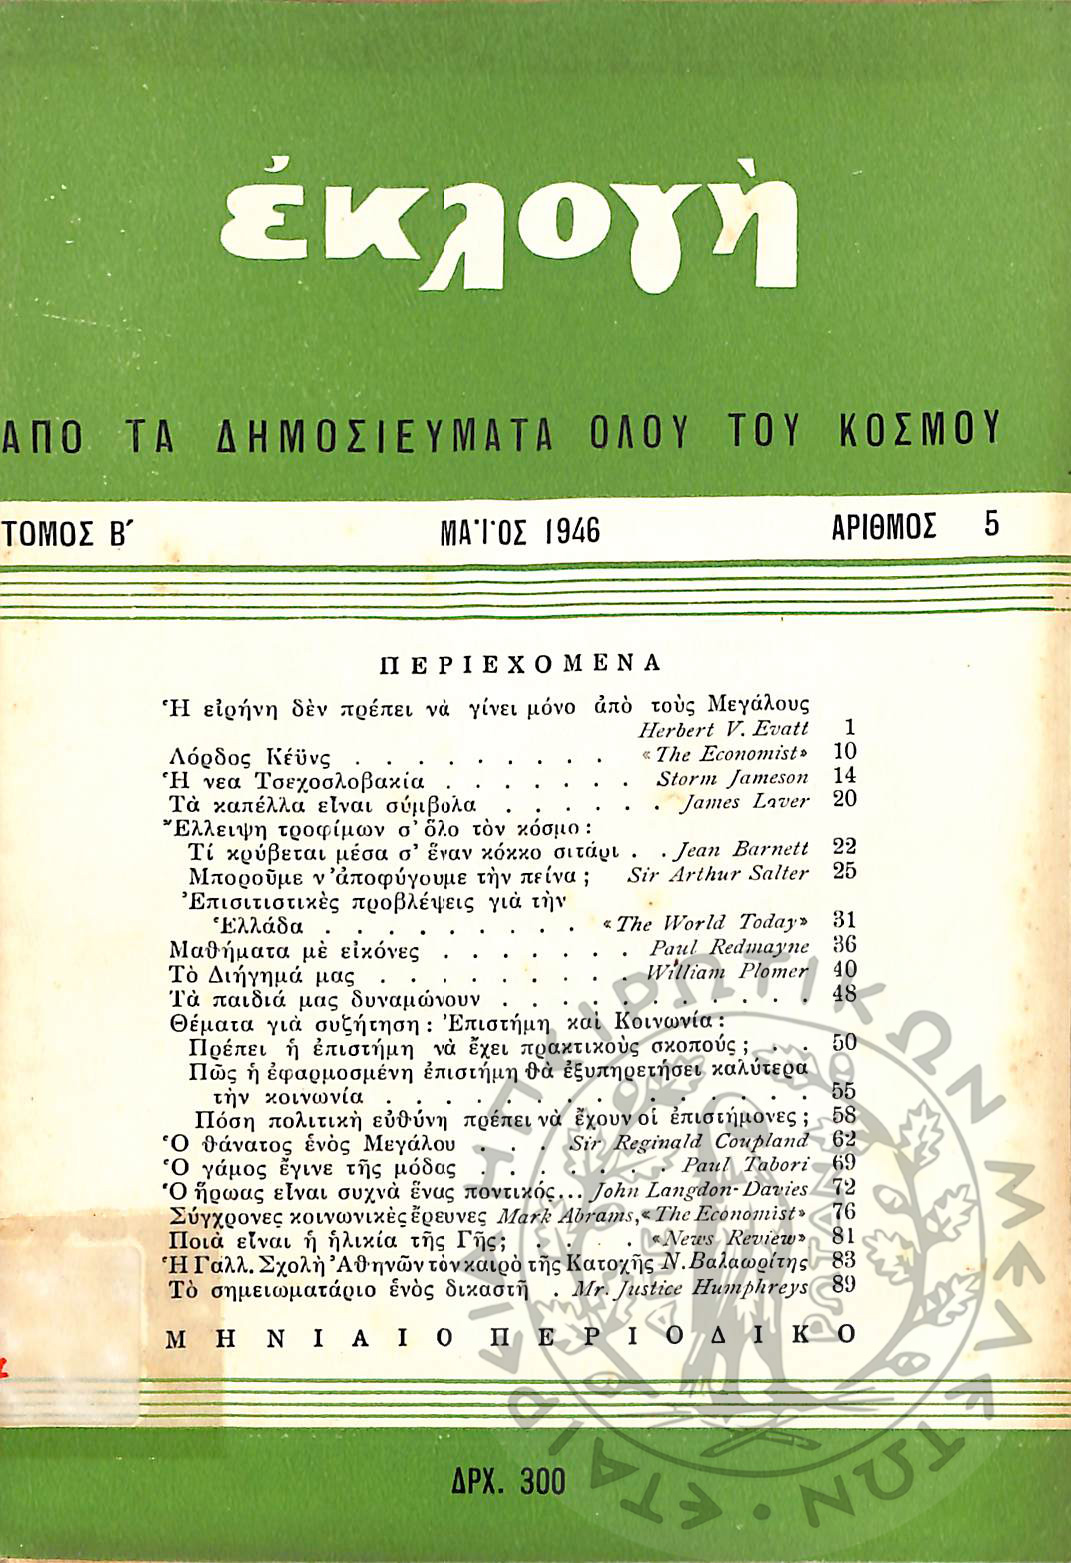 ἐκλογὴ
ΑΠΟ ΤΑ ΔΗΜΟΣΙΕΥΜΑΤΑ ΟΛΟΥ ΤΟΥ ΚΟΣΜΟΥ
ΤΟΜΟΣ Β΄ ΜΑΪΟΣ 1946 ΑΡΙΘΜΟΣ 5
ΠΕΡΙΕΧΟΜΕΝΑ
Ἡ εἰρήνη δὲν πρέπει νὰ γίνει μόνο ἀπὸ τοὺς Μεγάλους
Herbert V. Evatt 1
Λόρδος Κέϋνς . . . . . . . . . «The Economist» 10
Ἡ νεα Τσεχοσλοβακία . . . . . . . Storm Jameson 14
Τὰ καπέλλα εἶναι σύμβολα . . . . . . James Laver 20
Ἔλλειψη τροφίμων σ' ὅλο τὸν κόσμο :
Τί κρύβεται μέσα σ' ἕναν κόκκο σιτάρι . . Jean Barnett 22
Μποροῦμε ν' ἀποφύγουμε τὴν πείνα ; Sir Arthur Salter 25
Ἐπισιτιστικὲς προβλέψεις γιὰ τὴν
Ἑλλάδα . . . . . . . . . «The World Today» 31
Μαθήματα μὲ εἰκόνες . . . . . . . Paul Redmayne 36
Τὸ Διήγημά μας . . . . . . . . . William Plomer 40
Τὰ παιδιά μας δυναμώνουν . . . . . . . . . . . 48
Θέματα γιὰ συζήτηση : Ἐπιστήμη καὶ Κοινωνία :
Πρέπει ἡ ἐπιστήμη νὰ ἔχει πρακτικοὺς σκοπούς ; . . 50
Πῶς ἡ ἐφαρμοσμένη ἐπιστήμη θὰ ἐξυπηρετήσει καλύτερα
τὴν κοινωνία . . . . . . . . . . . . . . . 55
Πόση πολιτικὴ εὐθύνη πρέπει νὰ ἔχουν οἱ ἐπιστήμονες ; 58
Ὁ θάνατος ἑνὸς Μεγάλου . . . Sir Reginald Coupland 62
Ὁ γάμος ἔγινε τῆς μόδας . . . . . . . Paul Tabori 69
Ὁ ἥρωας εἶναι συχνὰ ἕνας ποντικός... John Langdon-Davies 72
Σύγχρονες κοινωνικὲς ἔρευνες Mark Abrams, «The Economist» 76
Ποιὰ εἶναι ἡ ἡλικία τῆς Γῆς; . . . . «News Review» 81
Ἡ Γαλλ. Σχολὴ Ἀθηνῶν τὸν καιρὸ τῆς Κατοχῆς Ν. Βαλαωρίτης 83
Τὸ σημειωματάριο ἑνὸς δικαστῆ . Mr. Justice Humphreys 89
ΜΗΝΙΑΙΟ ΠΕΡΙΟΔΙΚΟ
ΔΡΧ. 300
ΕΤΑΙΡΕΙΑ ΗΠΕΙΡΩΤΙΚΩΝ ΜΕΛΕΤΩΝ